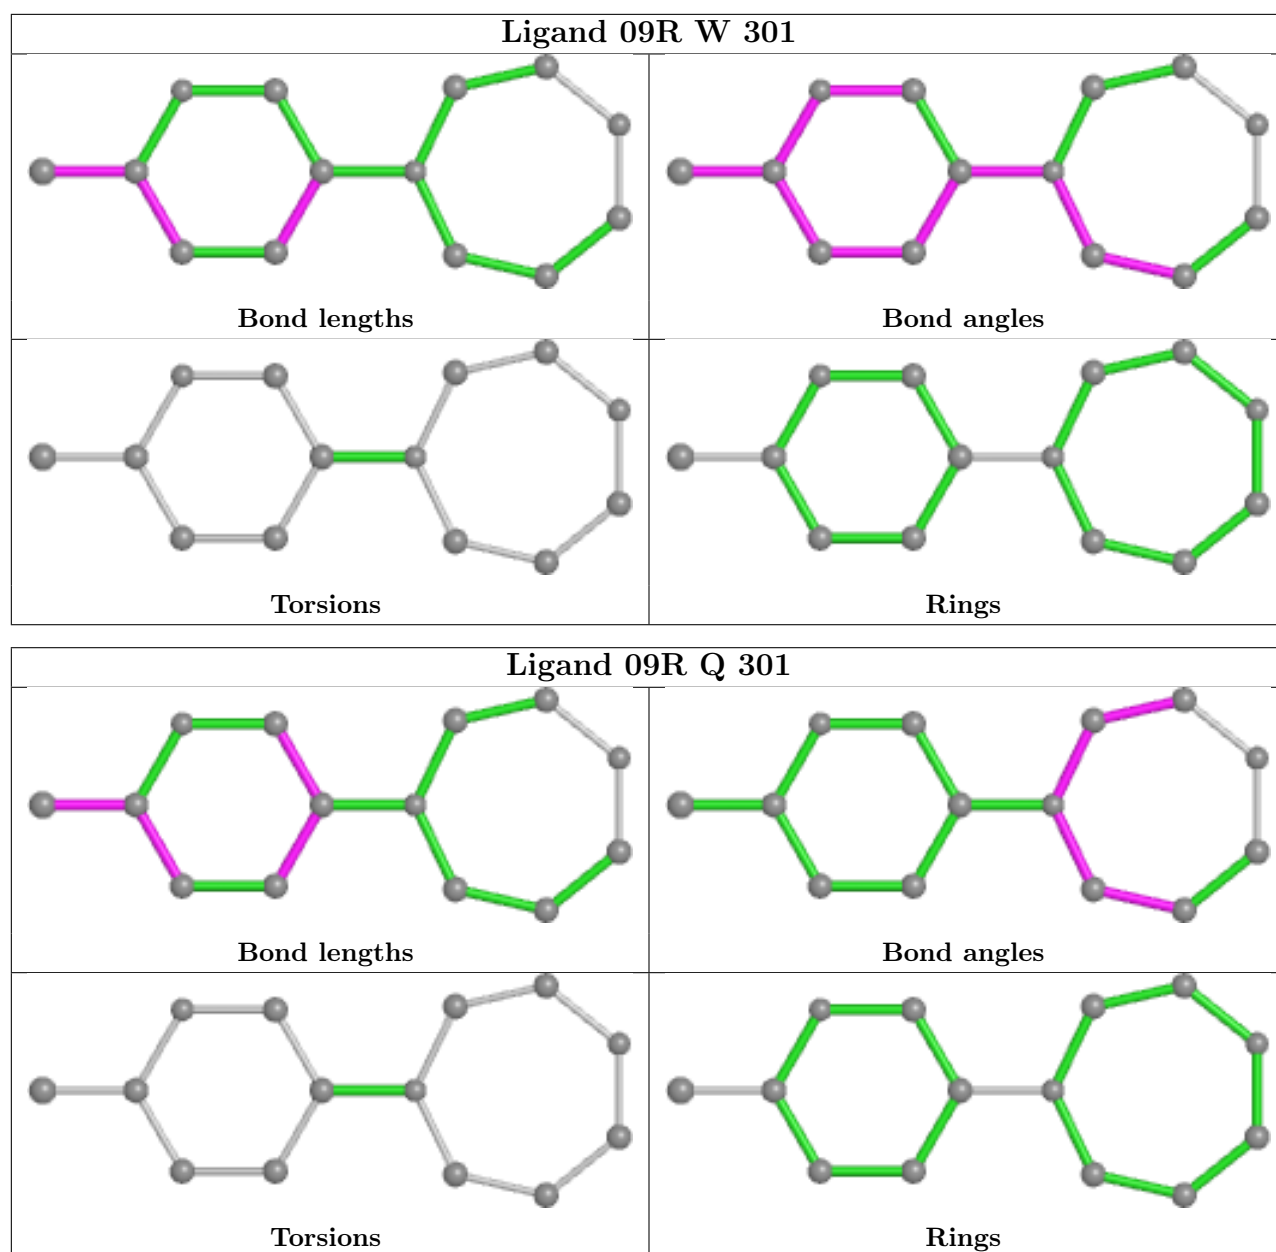 Ligand 09R W 301
Bond lengths
Bond angles
Torsions
Rings
Ligand 09R Q 301
Bond lengths
Bond angles
Torsions
Rings